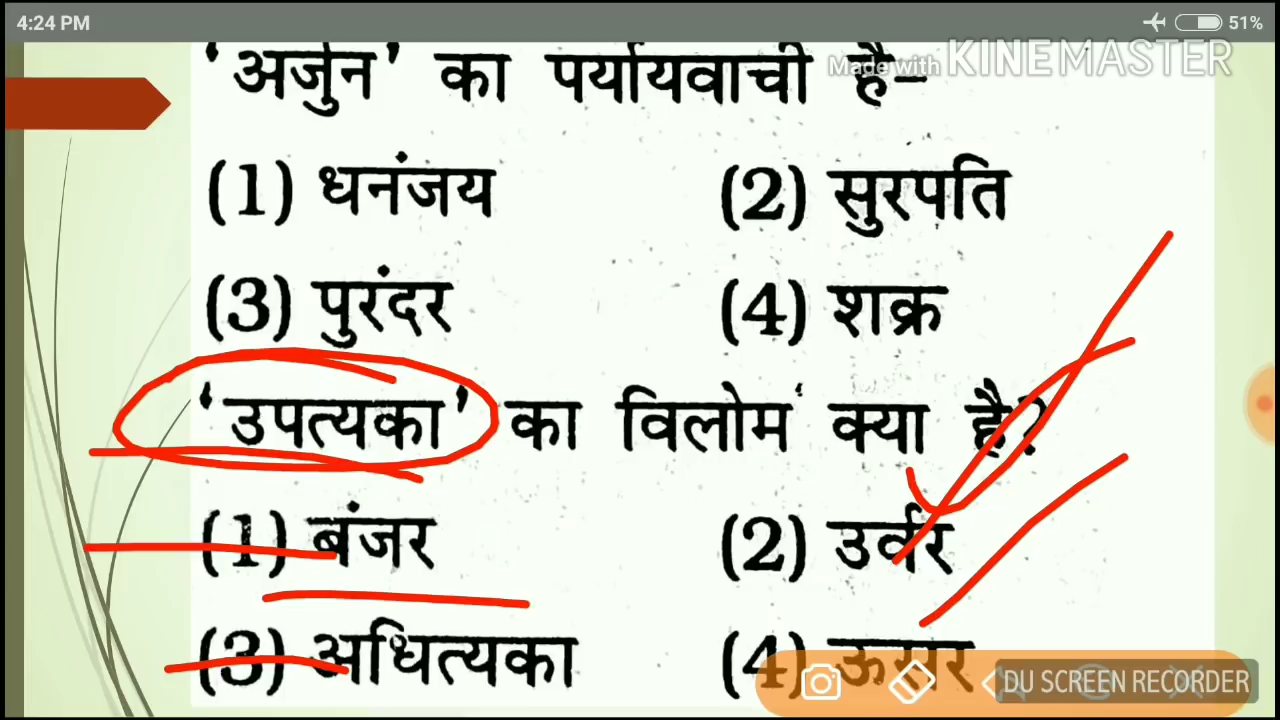 4:24 PM 51%
Made with KINEMASTER
'अर्जुन' का पर्यायवाची है–
(1) धनंजय (2) सुरपति
(3) पुरंदर (4) शक्र
'उपत्यका' का विलोम क्या है?
(1) बंजर (2) उर्वर
(3) अधित्यका (4)
DU SCREEN RECORDER